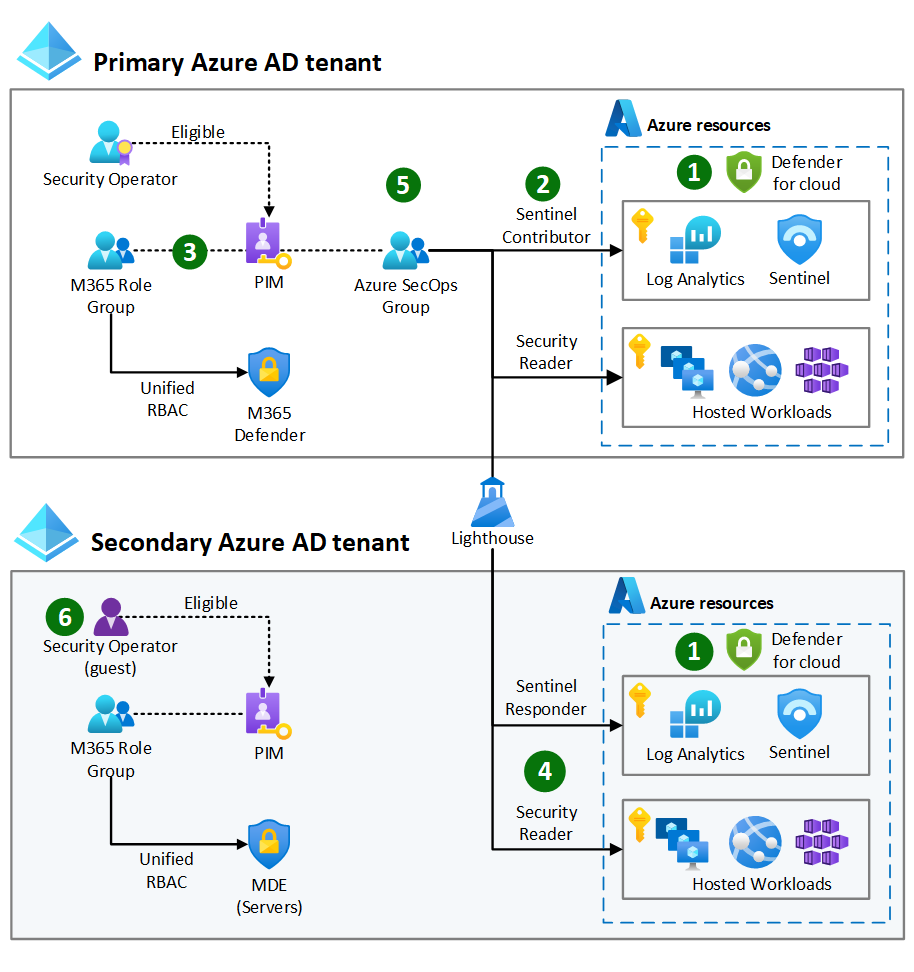 Primary Azure AD tenant
Azure resources
Eligible
Security Operator
5
2
1
Defender
for cloud
Sentinel
Contributor
3
M365 Role
Group
PIM
Azure SecOps
Group
Log Analytics
Sentinel
Security
Reader
Unified
RBAC
M365
Defender
Hosted Workloads
Lighthouse
Secondary Azure AD tenant
Azure resources
6
Eligible
Security Operator
(guest)
1
Defender
for cloud
Sentinel
Responder
M365 Role
Group
PIM
Log Analytics
Sentinel
4
Security
Reader
Unified
RBAC
MDE
(Servers)
Hosted Workloads